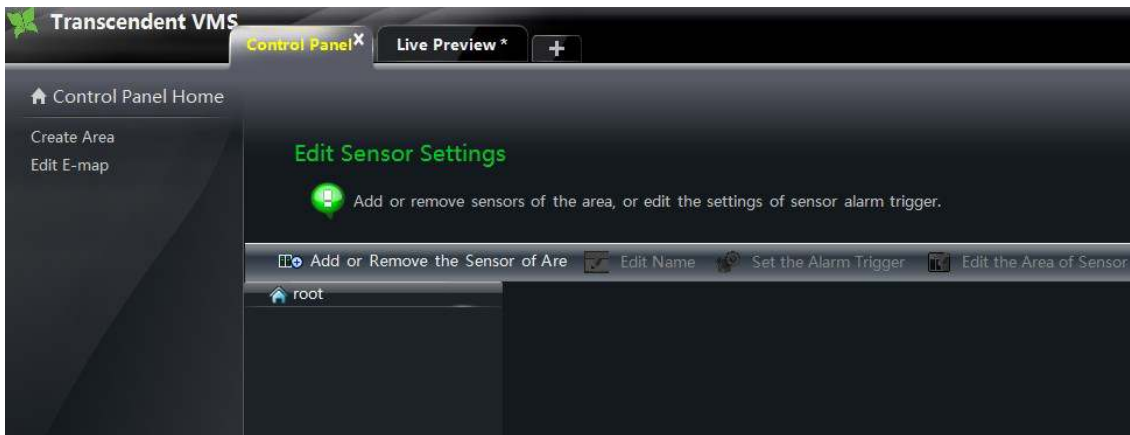 Transcendent VMS
Control Panel X
Live Preview *
+
Control Panel Home
Create Area
Edit E-map
Edit Sensor Settings
Add or remove sensors of the area, or edit the settings of sensor alarm trigger.
Add or Remove the Sensor of Are Edit Name Set the Alarm Trigger Edit the Area of Sensor
root